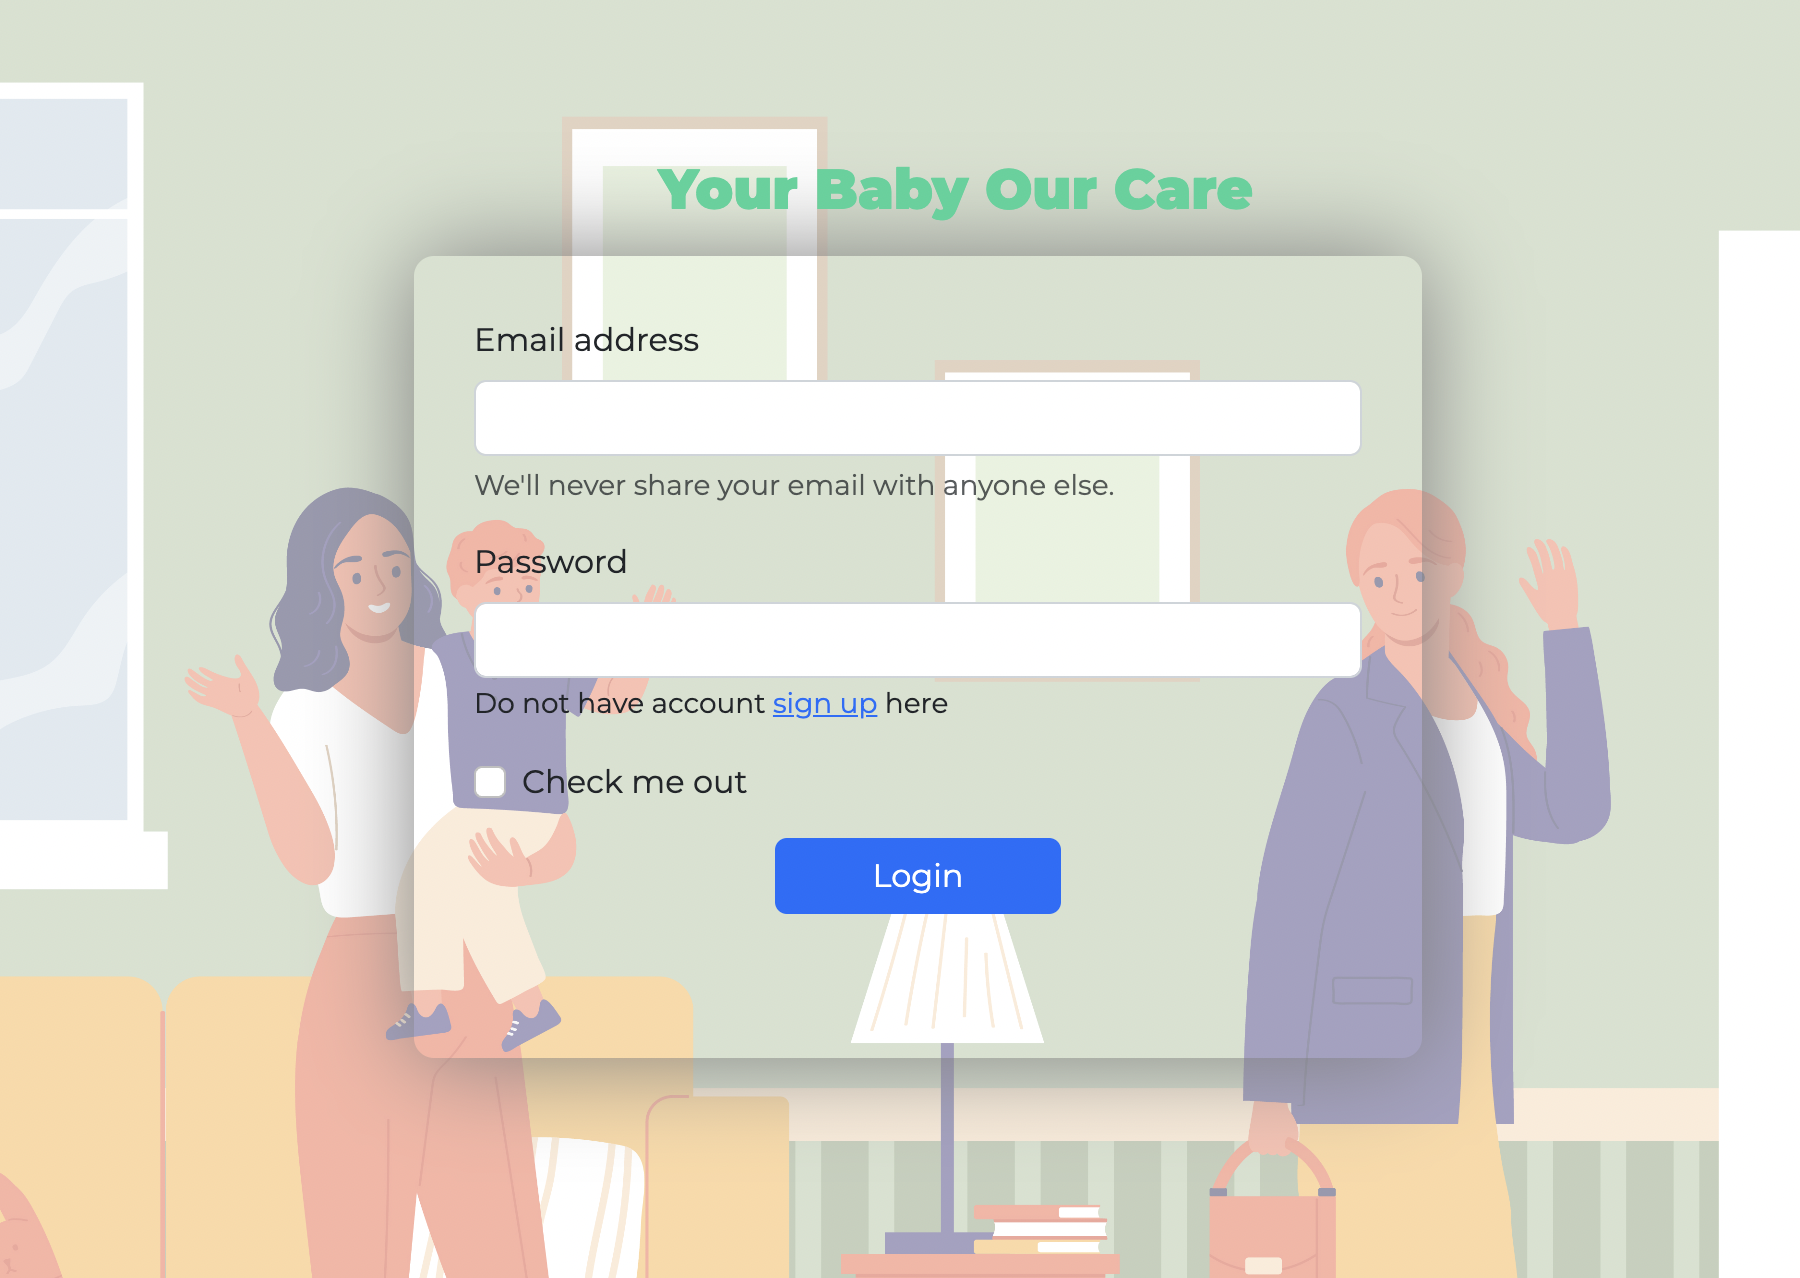 Your Baby Our Care
Email address
We'll never share your email with anyone else.
Password
Do not have account sign up here
Check me out
Login